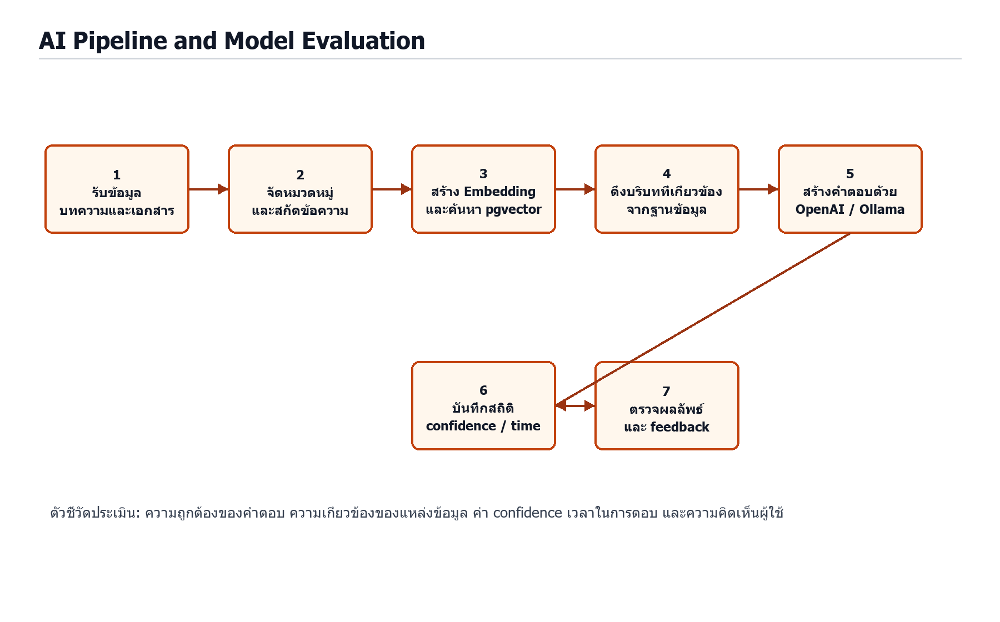 AI Pipeline and Model Evaluation
1
รับข้อมูล
บทความและเอกสาร
2
จัดหมวดหมู่
และสกัดข้อความ
3
สร้าง Embedding
และค้นหา pgvector
4
ดึงบริบทที่เกี่ยวข้อง
จากฐานข้อมูล
5
สร้างคำตอบด้วย
OpenAI / Ollama
6
บันทึกสถิติ
confidence / time
7
ตรวจผลลัพธ์
และ feedback
ตัวชี้วัดประเมิน: ความถูกต้องของคำตอบ ความเกี่ยวข้องของแหล่งข้อมูล ค่า confidence เวลาในการตอบ และความคิดเห็นผู้ใช้